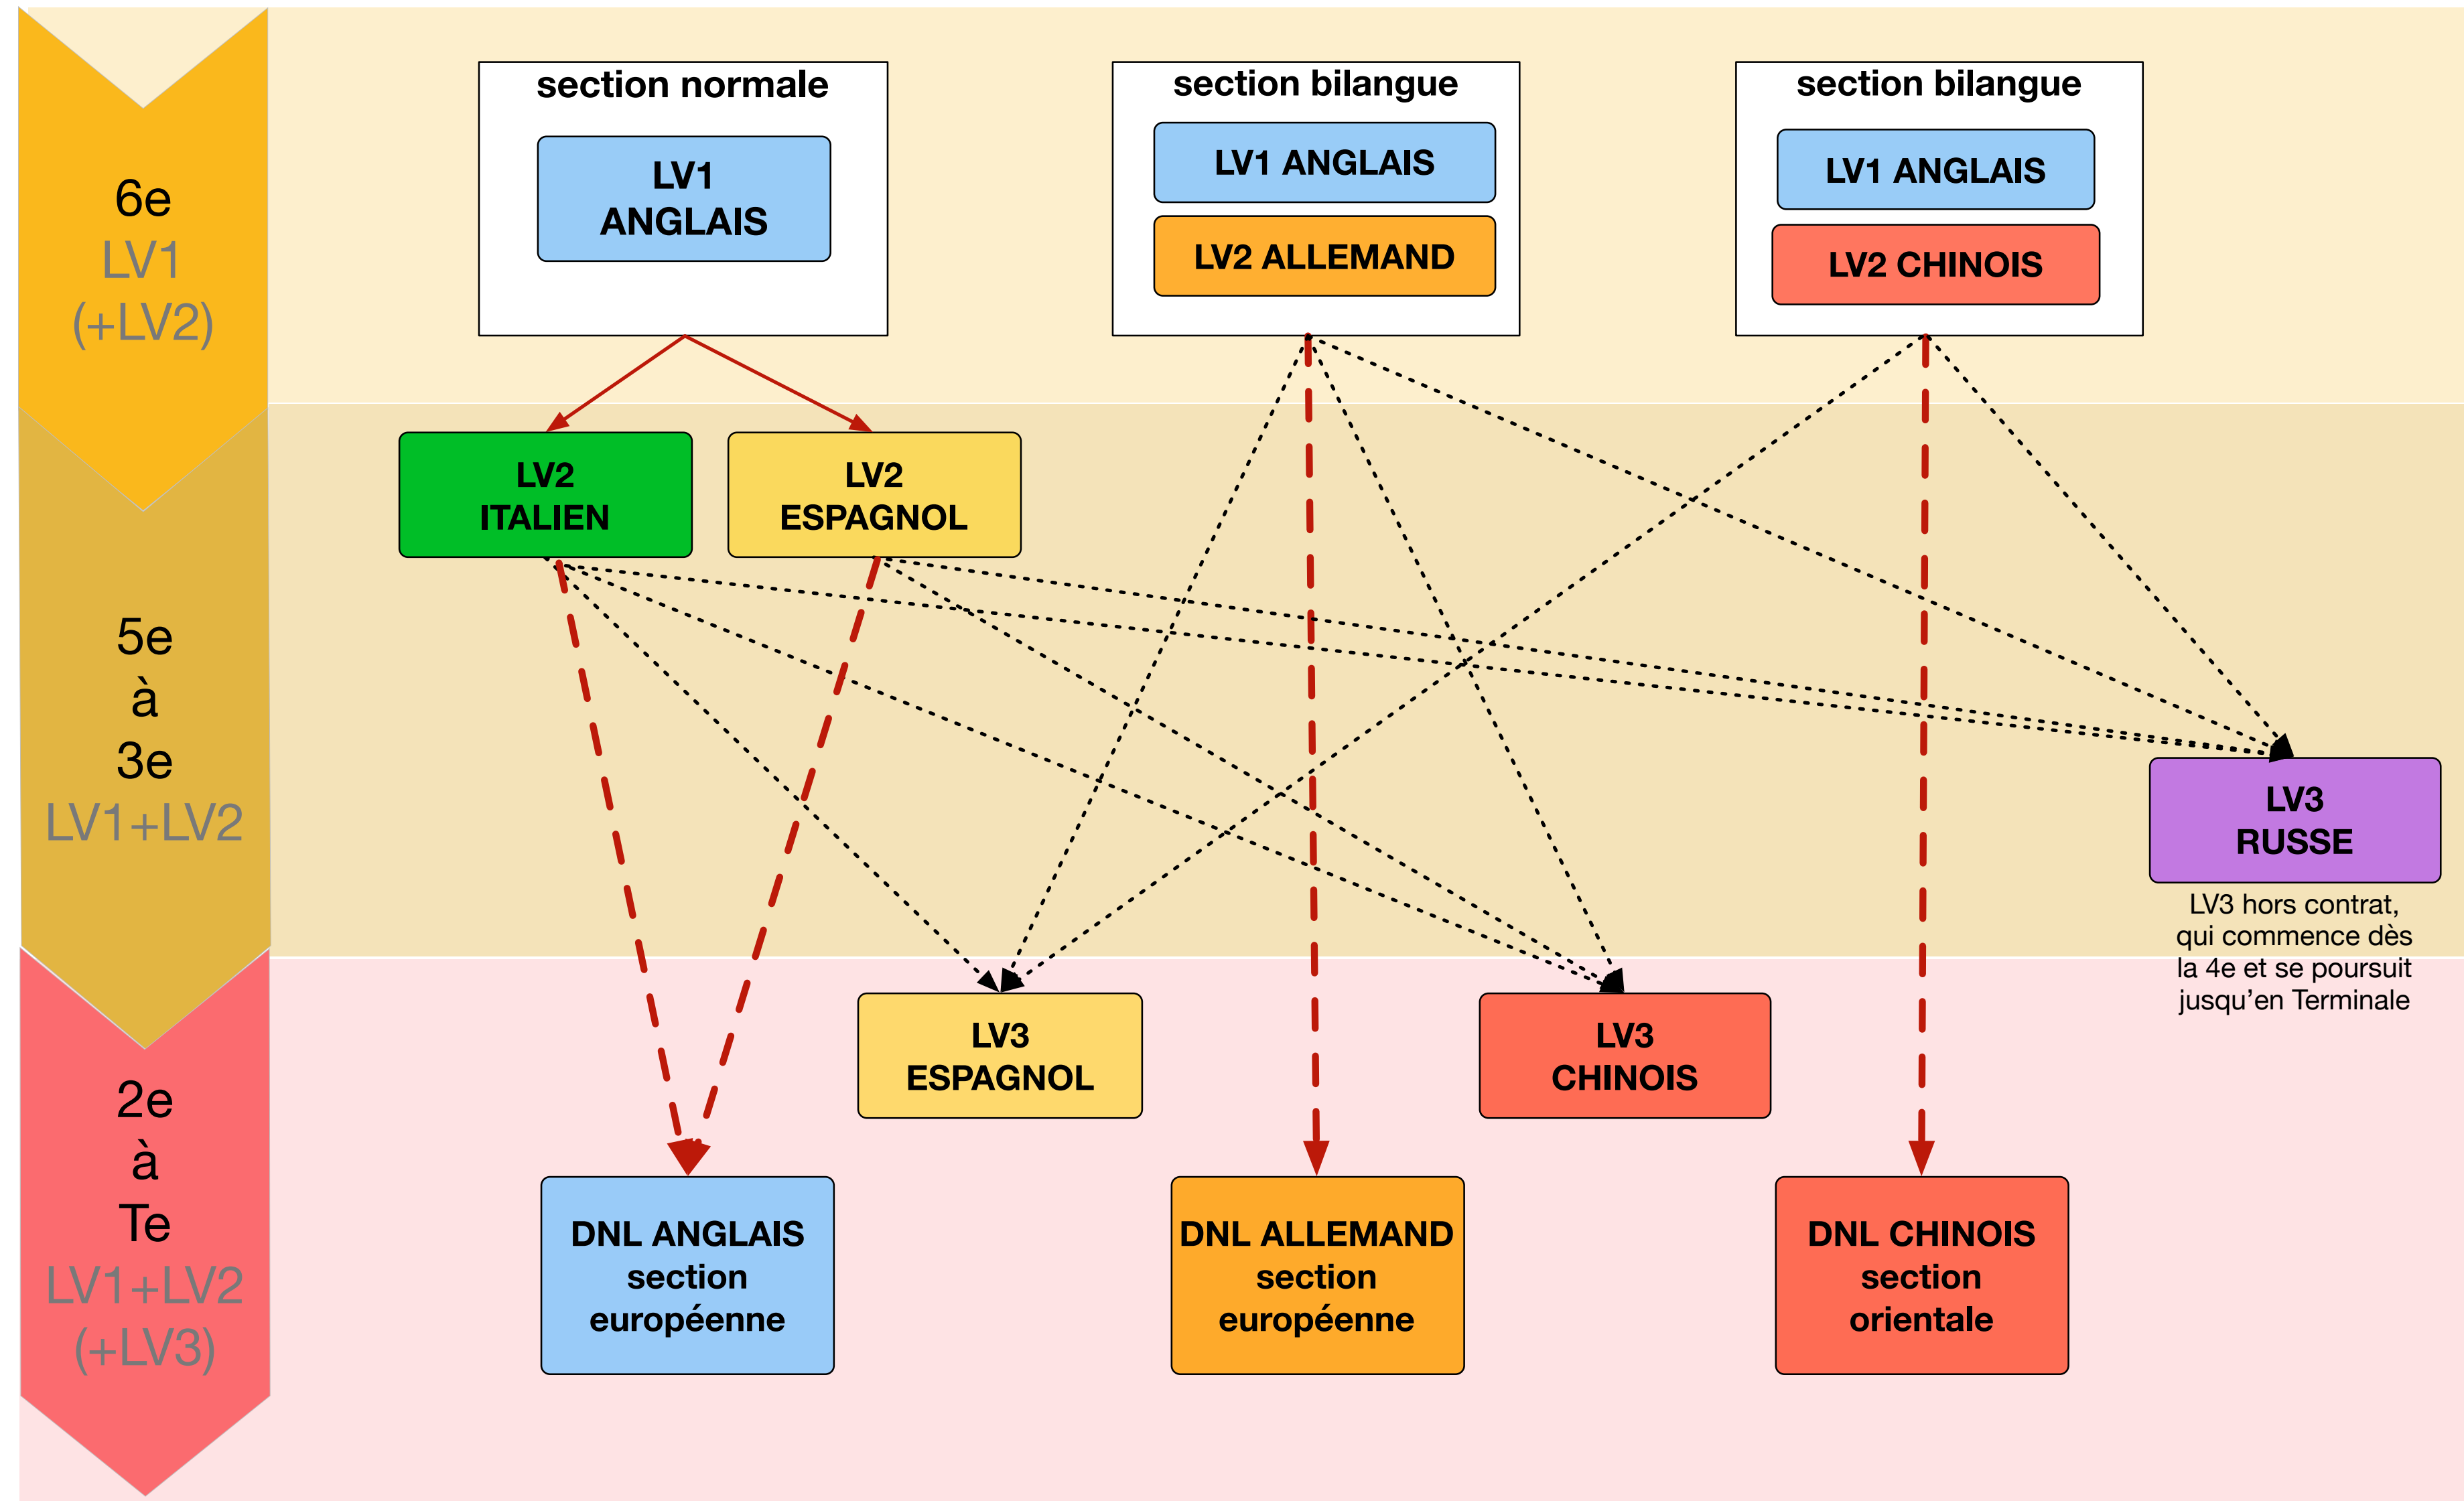 6e
LV1
(+LV2)
section normale
LV1
ANGLAIS
section bilangue
LV1 ANGLAIS
LV2 ALLEMAND
section bilangue
LV1 ANGLAIS
LV2 CHINOIS
5e
à
3e
LV1+LV2
LV2
ITALIEN
LV2
ESPAGNOL
LV3
RUSSE
LV3 hors contrat,
qui commence dès
la 4e et se poursuit
jusqu'en Terminale
2e
à
Te
LV1+LV2
(+LV3)
LV3
ESPAGNOL
LV3
CHINOIS
DNL ANGLAIS
section
européenne
DNL ALLEMAND
section
européenne
DNL CHINOIS
section
orientale